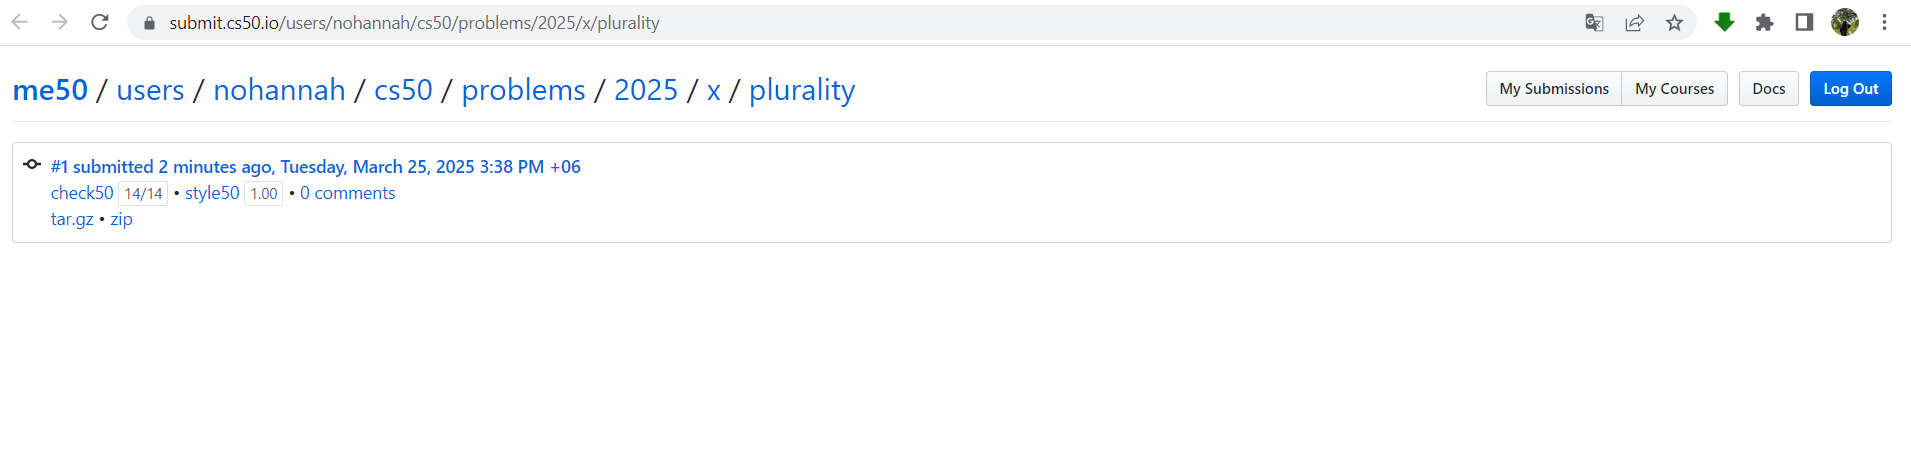 submit.cs50.io/users/nohannah/cs50/problems/2025/x/plurality
me50 / users / nohannah / cs50 / problems / 2025 / x / plurality
My Submissions My Courses Docs Log Out
#1 submitted 2 minutes ago, Tuesday, March 25, 2025 3:38 PM +06
check50 14/14 • style50 1.00 • 0 comments
tar.gz • zip